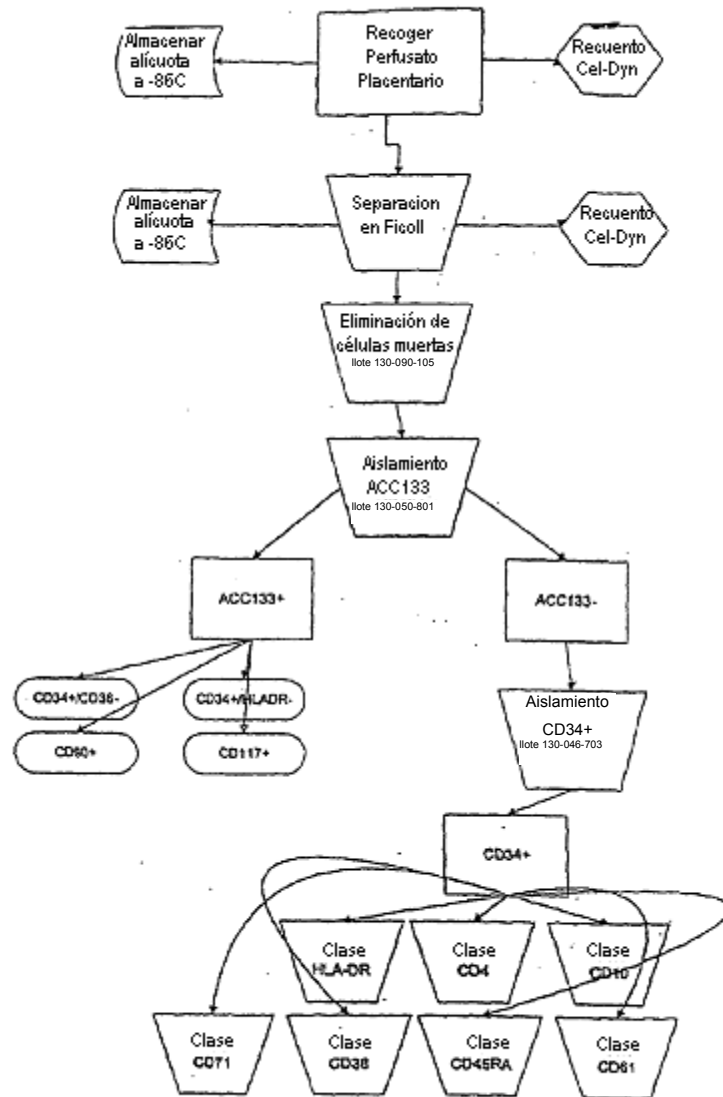 Almacenar
alícuota
a -86C
Recoger
Perfusato
Placentario
Recuento
Cel-Dyn
Almacenar
alícuota
a -86C
Separacion
en Ficoll
Recuento
Cel-Dyn
Eliminación de
células muertas
llote 130-090-105
Aislamiento
ACC133
llote 130-050-801
ACC133+
ACC133-
CD34+/CD38-
CD34+/HLADR-
CD90+
CD117+
Aislamiento
CD34+
llote 130-046-703
CD34+
Clase
HLA-DR
Clase
CD4
Clase
CD10
Clase
CD71
Clase
CD38
Clase
CD45RA
Clase
CD61